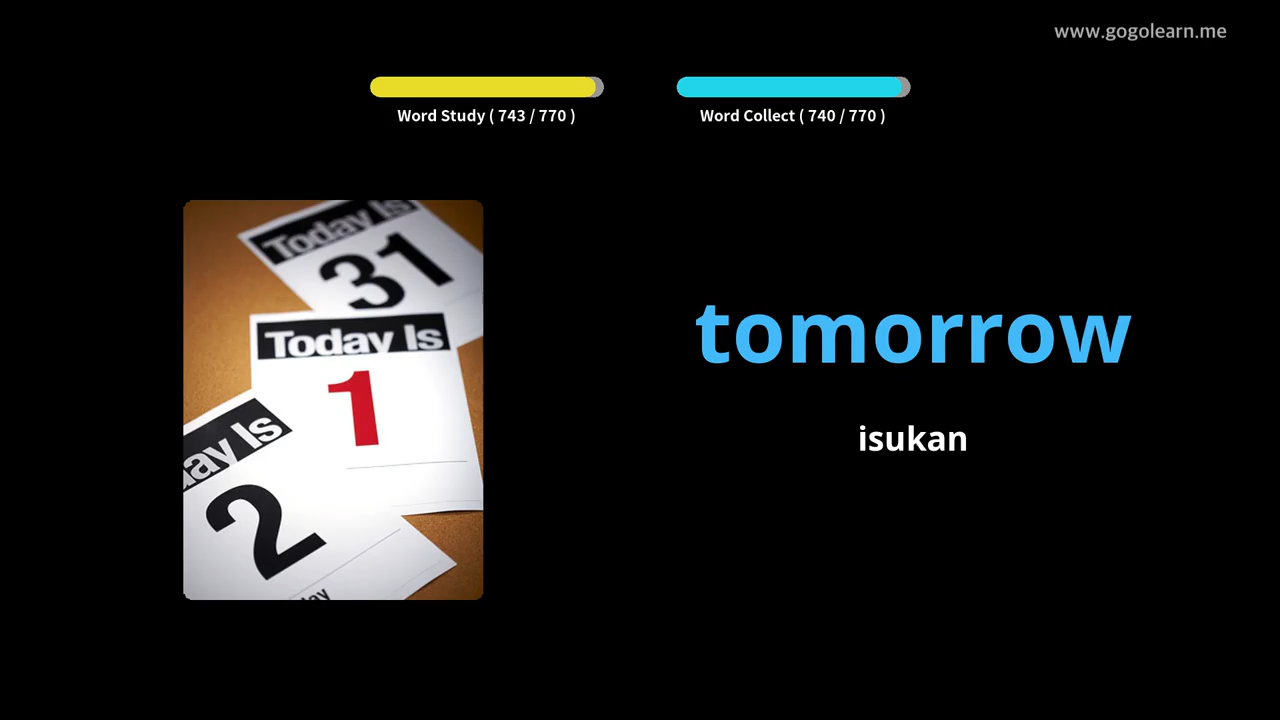 www.gogolearn.me
Word Study ( 743 / 770 )
Word Collect ( 740 / 770 )
Today Is
31
Today Is
1
day Is
2
tomorrow
isukan